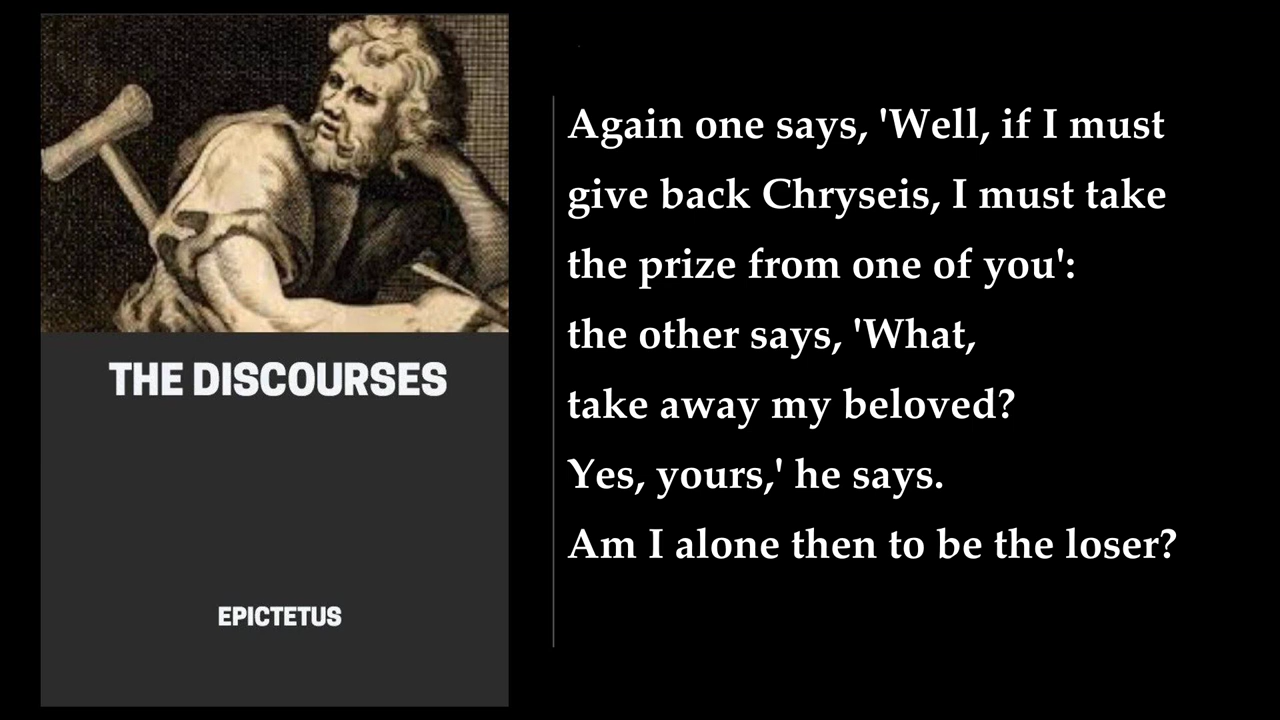 THE DISCOURSES
EPICTETUS
Again one says, 'Well, if I must
give back Chryseis, I must take
the prize from one of you':
the other says, 'What,
take away my beloved?
Yes, yours,' he says.
Am I alone then to be the loser?